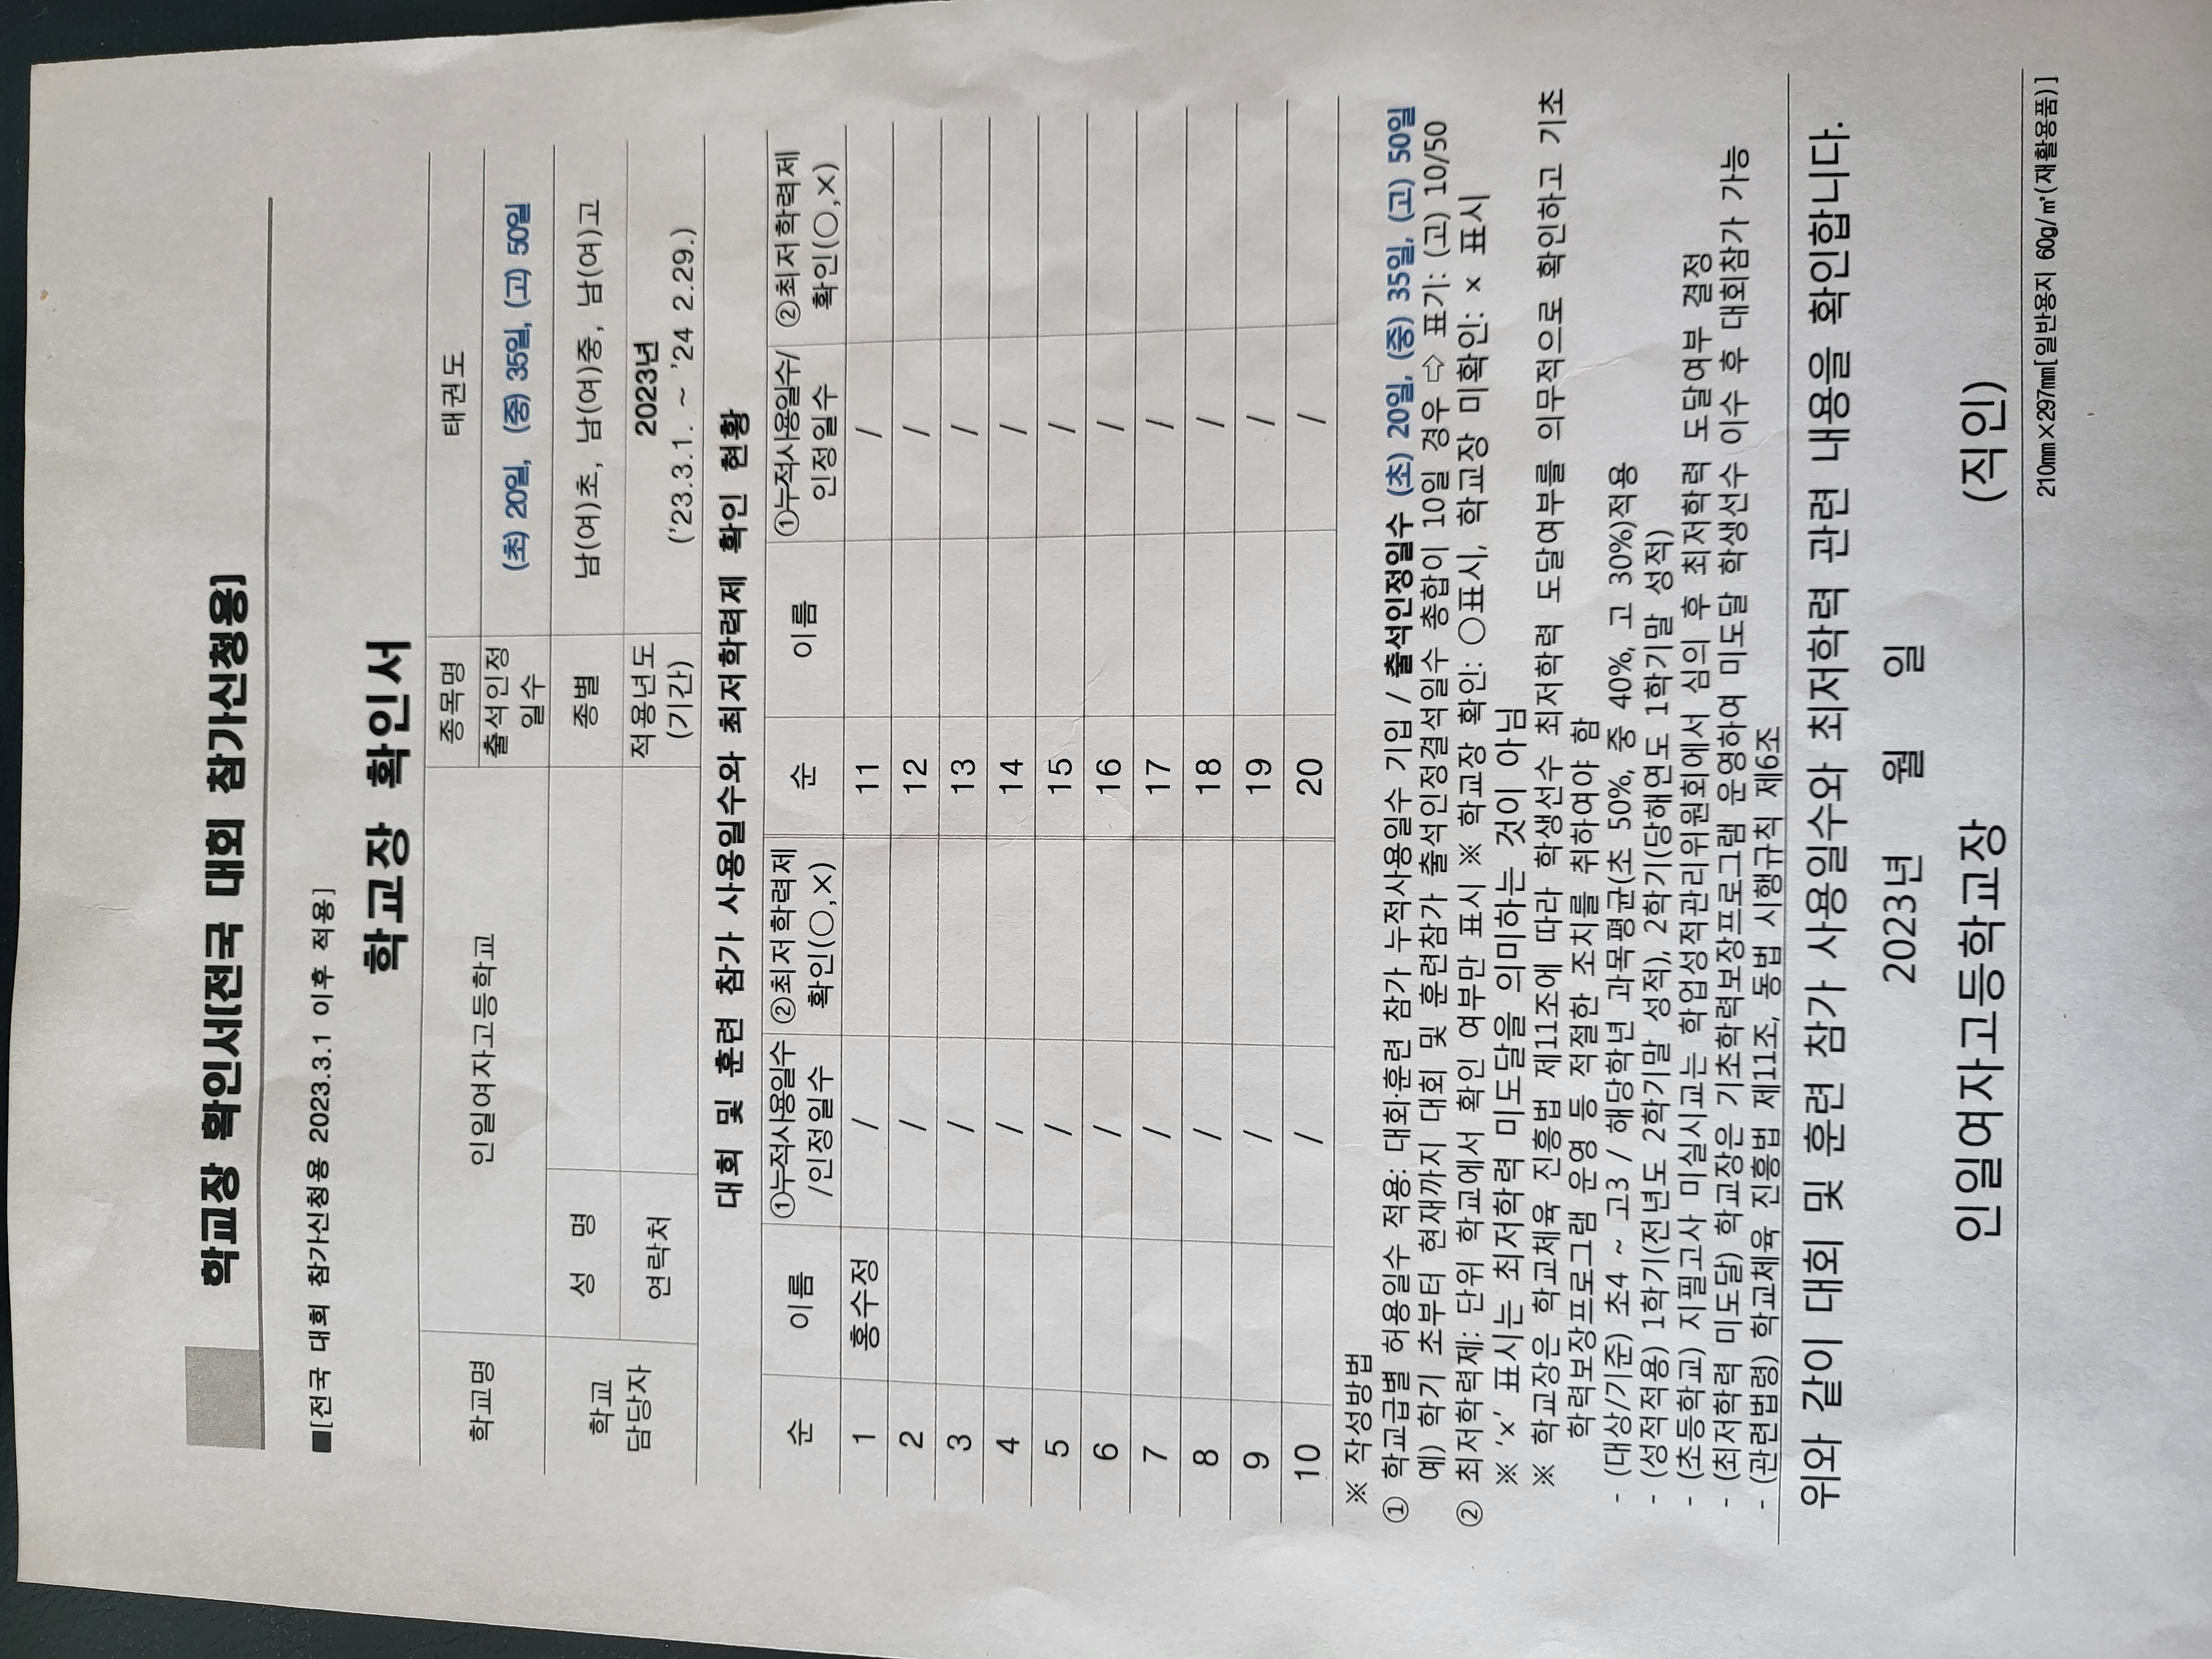 학교장 확인서(전국 대회 참가신청용)
■[전국 대회 참가신청용 2023.3.1 이후 적용]
학교장 확인서
학교명 인일여자고등학교 종목명 태권도
출석인정일수 (초) 20일, (중) 35일, (고) 50일
학교 담당자 성 명 종별 남(여)초, 남(여)중, 남(여)고
연락처 적용년도(기간) 2023년
('23.3.1. ~ '24 2.29.)
대회 및 훈련 참가 사용일수와 최저학력제 확인 현황
순 이름 ①누적사용일수/인정일수 ②최저학력제 확인(○,×) 순 이름 ①누적사용일수/인정일수 ②최저학력제 확인(○,×)
1 홍수정 / 11 /
2 / 12 /
3 / 13 /
4 / 14 /
5 / 15 /
6 / 16 /
7 / 17 /
8 / 18 /
9 / 19 /
10 / 20 /
※ 작성방법
① 학교급별 허용일수 적용: 대회·훈련 참가 누적사용일수 기입 / 출석인정일수 (초) 20일, (중) 35일, (고) 50일
예) 학기 초부터 현재까지 대회 및 훈련참가 출석인정결석일수 총합이 10일 경우 ⇨ 표기: (고) 10/50
② 최저학력제: 단위 학교에서 확인 여부만 표시 ※ 학교장 확인: ○표시, 학교장 미확인: × 표시
※ '×' 표시는 최저학력 미도달을 의미하는 것이 아님
※ 학교장은 학교체육 진흥법 제11조에 따라 학생선수 최저학력 도달여부를 의무적으로 확인하고 기초
학력보장프로그램 운영 등 적절한 조치를 취하여야 함
- (대상/기준) 초4 ~ 고3 / 해당학년 과목평균(초 50%, 중 40%, 고 30%)적용
- (성적적용) 1학기(전년도 2학기말 성적), 2학기(당해연도 1학기말 성적)
- (초등학교) 지필고사 미실시교는 학업성적관리위원회에서 심의 후 최저학력 도달여부 결정
- (최저학력 미도달) 학교장은 기초학력보장프로그램 운영하여 미도달 학생선수 이수 후 대회참가 가능
- (관련법령) 학교체육 진흥법 제11조, 동법 시행규칙 제6조
위와 같이 대회 및 훈련 참가 사용일수와 최저학력 관련 내용을 확인합니다.
2023년 월 일
인일여자고등학교장 (직인)
210㎜×297㎜[일반용지 60g/㎡(재활용품)]